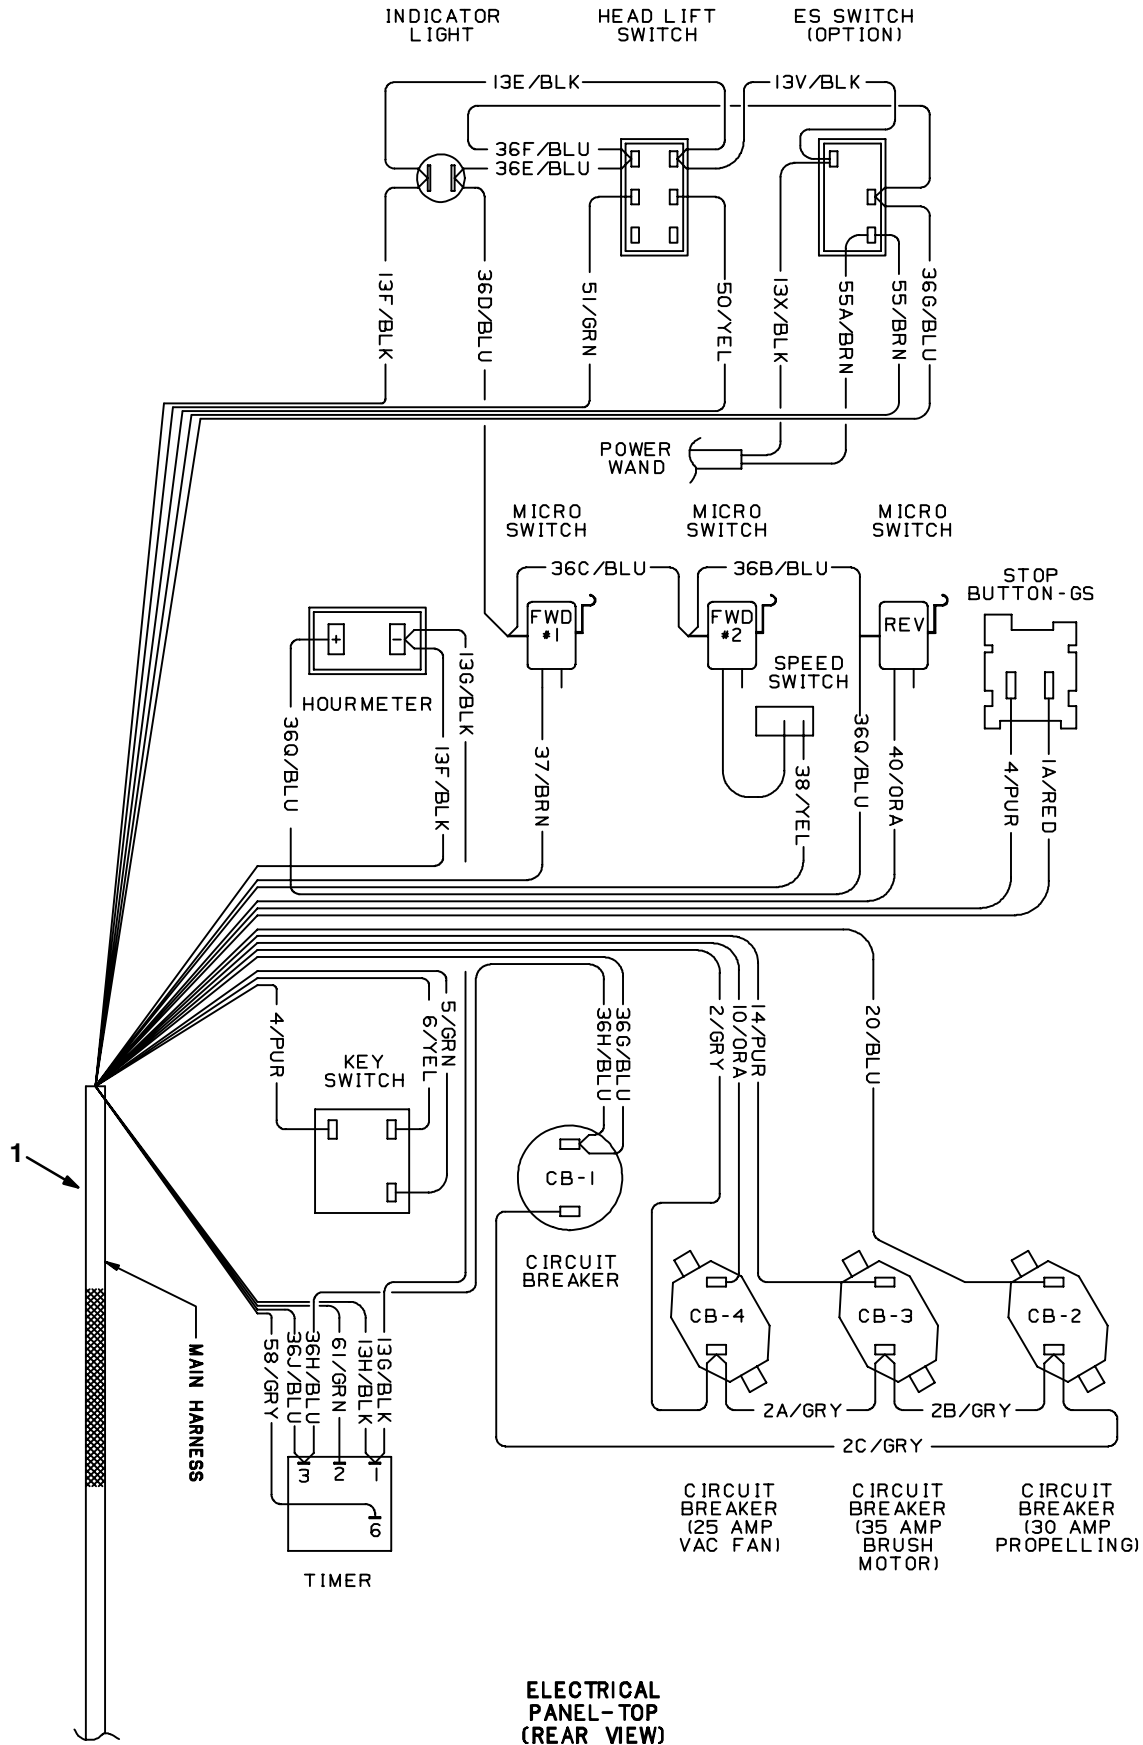 INDICATOR
LIGHT
HEAD LIFT
SWITCH
ES SWITCH
(OPTION)
13E/BLK
13V/BLK
36F/BLU
36E/BLU
13F/BLK
36D/BLU
51/GRN
50/YEL
13X/BLK
55A/BRN
55/BRN
36G/BLU
POWER
WAND
MICRO
SWITCH
MICRO
SWITCH
MICRO
SWITCH
STOP
BUTTON-GS
36C/BLU
36B/BLU
FWD
#1
FWD
#2
REV
+
-
HOURMETER
SPEED
SWITCH
13G/BLK
36Q/BLU
13F/BLK
37/BRN
38/YEL
36Q/BLU
40/ORA
4/PUR
1A/RED
4/PUR
6/YEL
5/GRN
36H/BLU
36G/BLU
2/GRY
10/ORA
14/PUR
20/BLU
KEY
SWITCH
1
CB-1
CIRCUIT
BREAKER
CB-4
CB-3
CB-2
MAIN HARNESS
58/GRY
36J/BLU
36H/BLU
61/GRN
13H/BLK
13G/BLK
2A/GRY
2B/GRY
2C/GRY
3
2
1
6
TIMER
CIRCUIT
BREAKER
(25 AMP
VAC FAN)
CIRCUIT
BREAKER
(35 AMP
BRUSH
MOTOR)
CIRCUIT
BREAKER
(30 AMP
PROPELLING)
ELECTRICAL
PANEL-TOP
(REAR VIEW)